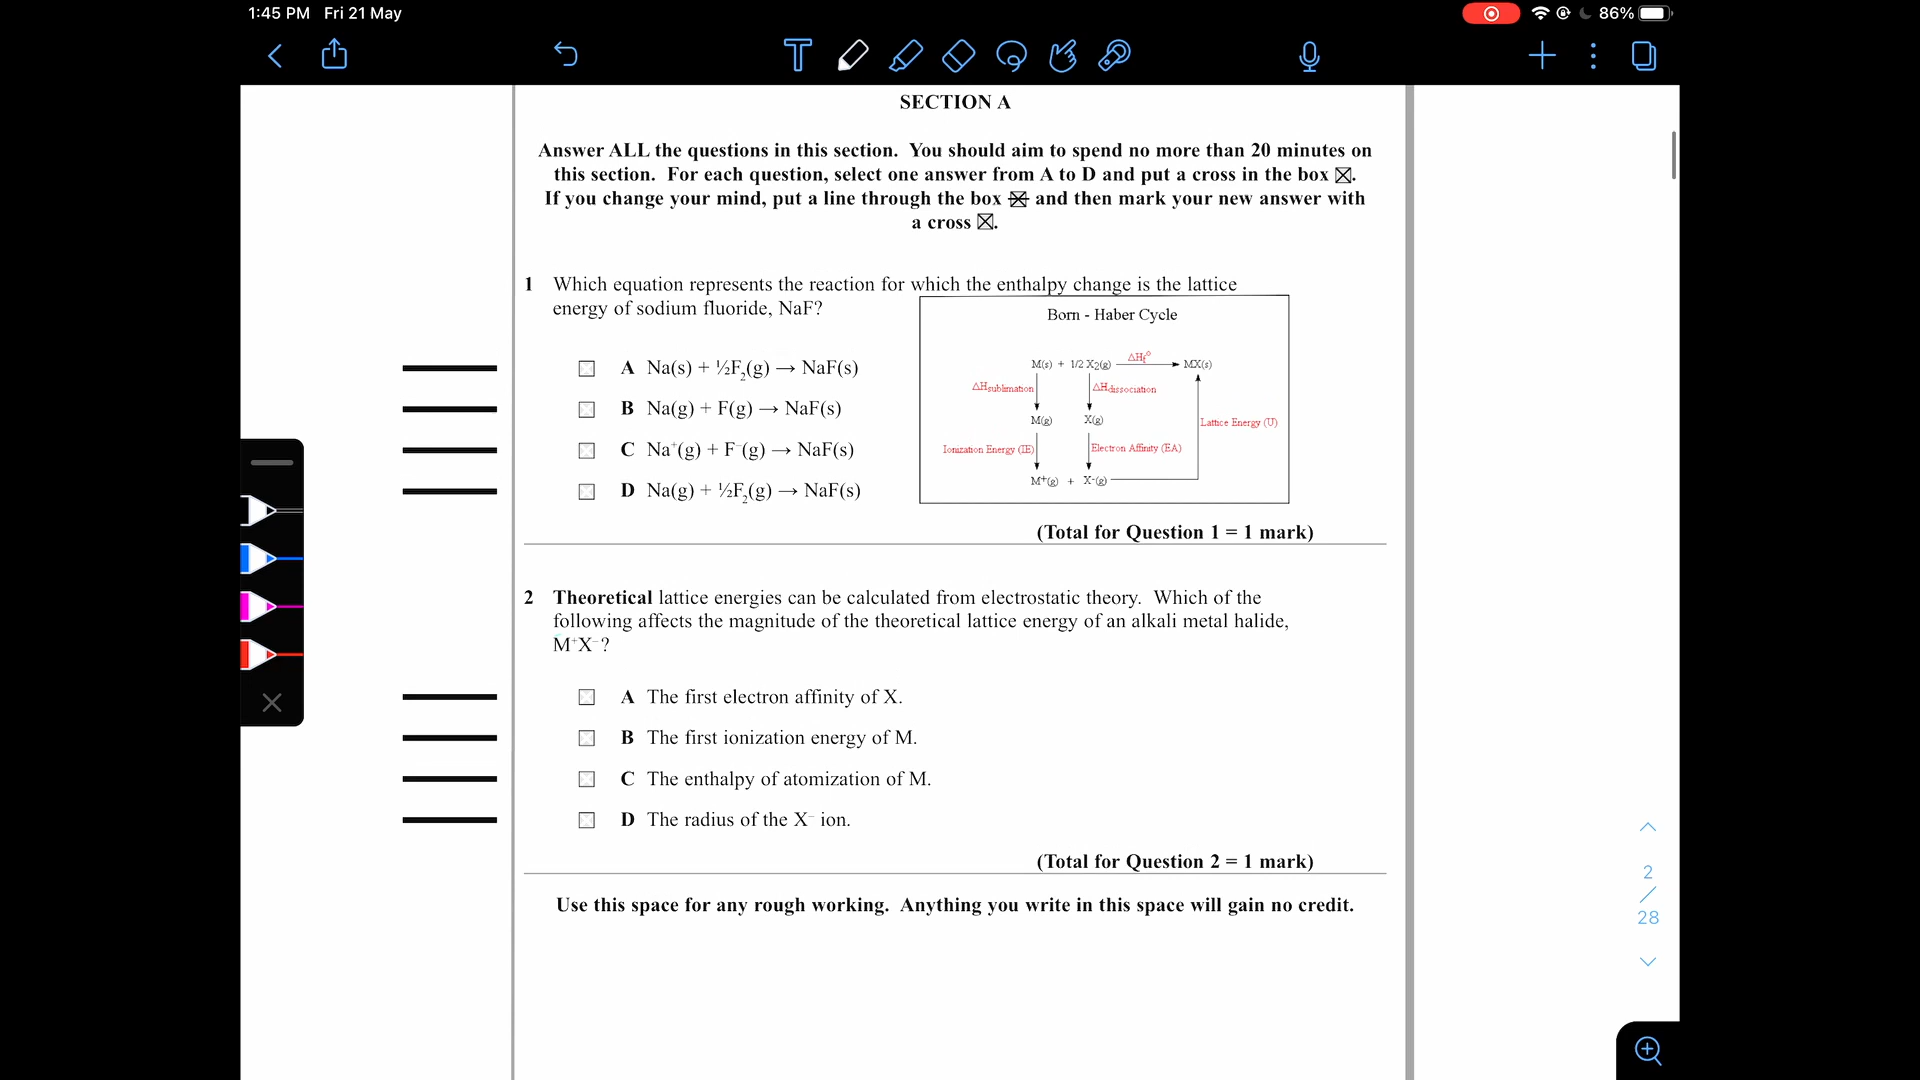 1:45 PM Fri 21 May
86%
SECTION A
Answer ALL the questions in this section. You should aim to spend no more than 20 minutes on
this section. For each question, select one answer from A to D and put a cross in the box ☒.
If you change your mind, put a line through the box and then mark your new answer with
a cross ☒.
1 Which equation represents the reaction for which the enthalpy change is the lattice
energy of sodium fluoride, NaF?
A Na(s) + ½F₂(g) → NaF(s)
B Na(g) + F(g) → NaF(s)
C Na⁺(g) + F⁻(g) → NaF(s)
D Na(g) + ½F₂(g) → NaF(s)
Born - Haber Cycle
M(s) + 1/2 X₂(g) ΔHf° MX(s)
ΔHsublimation ΔHdissociation
M(g) X(g) Lattice Energy (U)
Ionization Energy (IE) Electron Affinity (EA)
M⁺(g) + X⁻(g)
(Total for Question 1 = 1 mark)
2 Theoretical lattice energies can be calculated from electrostatic theory. Which of the
following affects the magnitude of the theoretical lattice energy of an alkali metal halide,
M⁺X⁻?
A The first electron affinity of X.
B The first ionization energy of M.
C The enthalpy of atomization of M.
D The radius of the X⁻ ion.
(Total for Question 2 = 1 mark)
Use this space for any rough working. Anything you write in this space will gain no credit.
2
/
28